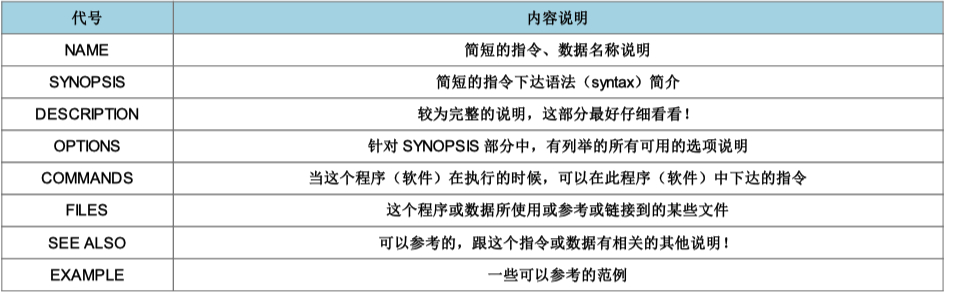 代号 内容说明
NAME 简短的指令、数据名称说明
SYNOPSIS 简短的指令下达语法（syntax）简介
DESCRIPTION 较为完整的说明，这部分最好仔细看看！
OPTIONS 针对 SYNOPSIS 部分中，有列举的所有可用的选项说明
COMMANDS 当这个程序（软件）在执行的时候，可以在此程序（软件）中下达的指令
FILES 这个程序或数据所使用或参考或链接到的某些文件
SEE ALSO 可以参考的，跟这个指令或数据有相关的其他说明！
EXAMPLE 一些可以参考的范例